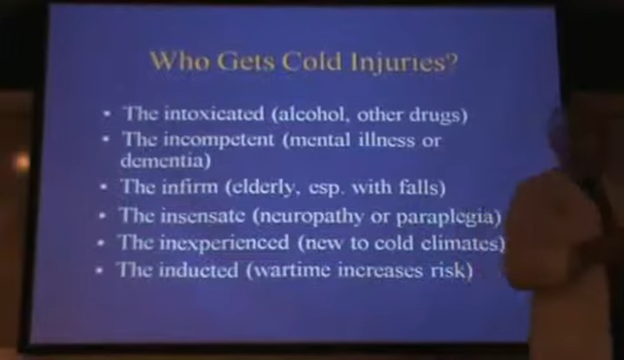 Who Gets Cold Injuries?
• The intoxicated (alcohol, other drugs)
• The incompetent (mental illness or
dementia)
• The infirm (elderly, esp. with falls)
• The insensate (neuropathy or paraplegia)
• The inexperienced (new to cold climates)
• The inducted (wartime increases risk)